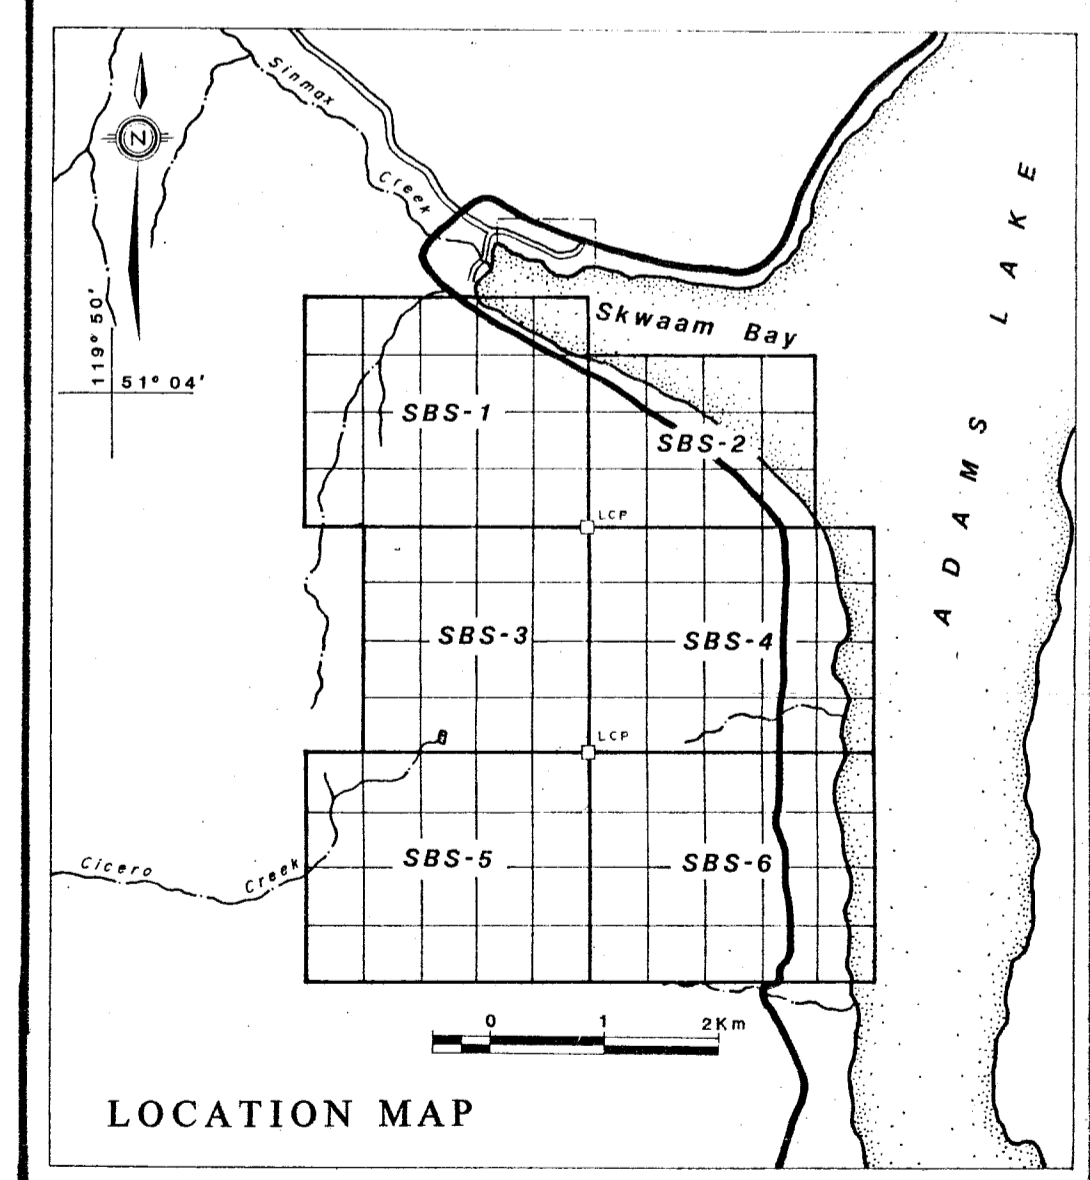 Sinmax
Creek
N
119° 50'
51° 04'
Skwaam Bay
ADAMS LAKE
SBS-1
SBS-2
LCP
SBS-3
SBS-4
LCP
SBS-5
SBS-6
Cicero Creek
0 1 2Km
LOCATION MAP